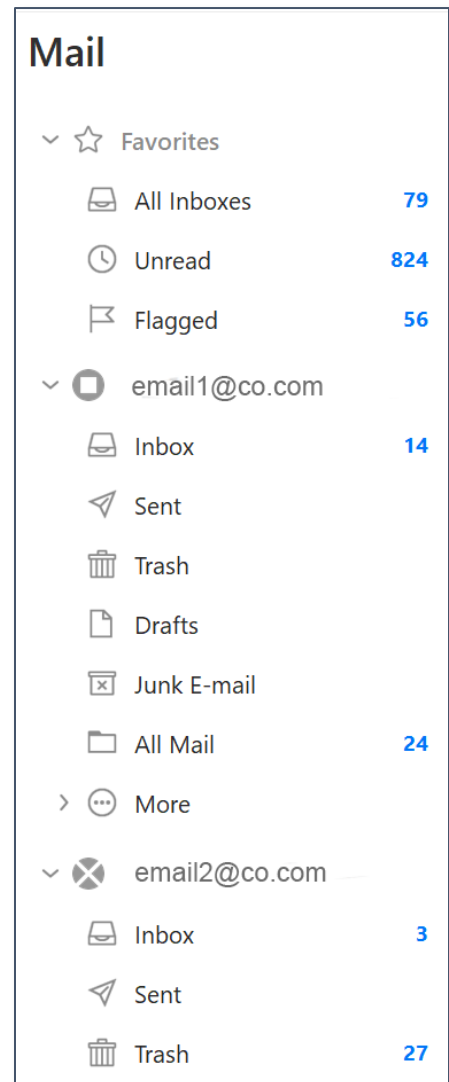 Mail
Favorites
All Inboxes 79
Unread 824
Flagged 56
email1@co.com
Inbox 14
Sent
Trash
Drafts
Junk E-mail
All Mail 24
More
email2@co.com
Inbox 3
Sent
Trash 27